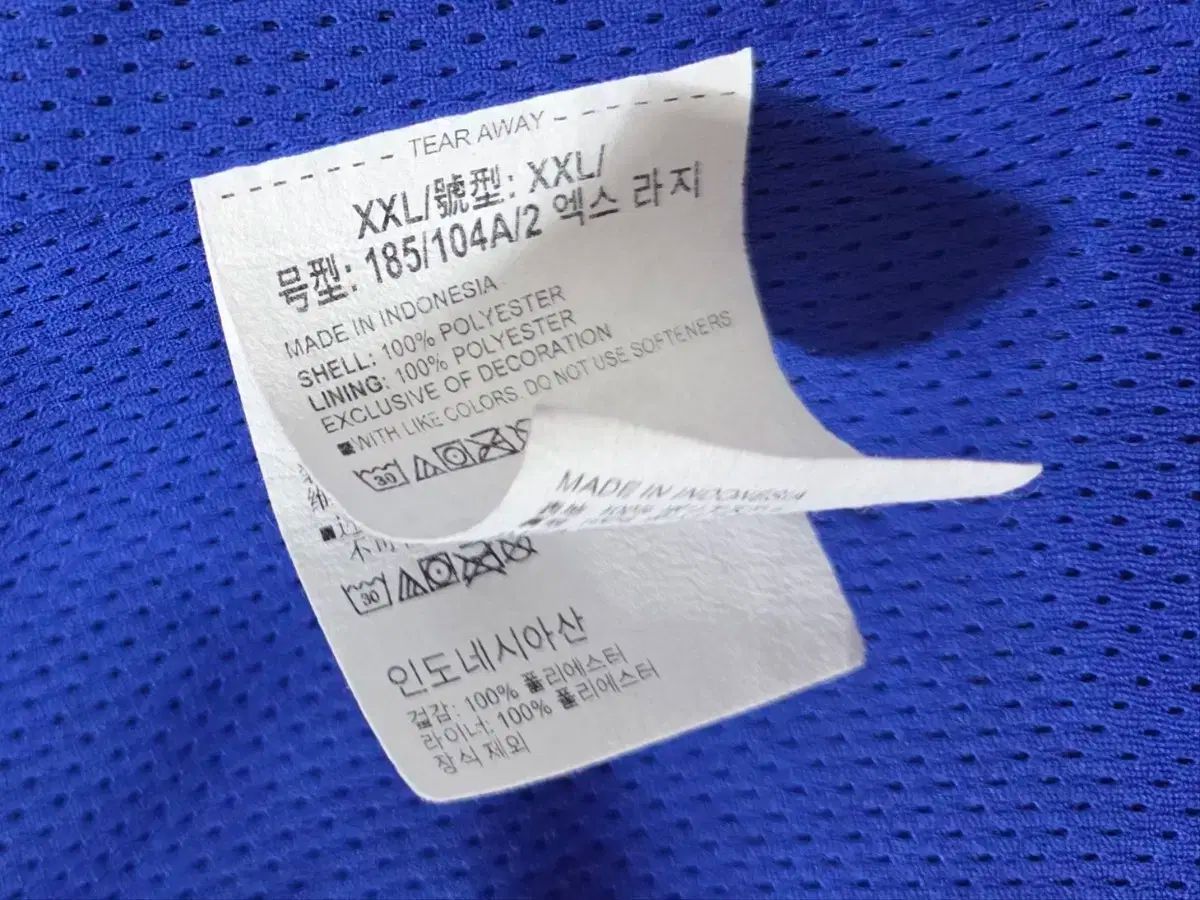 TEAR AWAY
XXL/號型: XXL/
号型: 185/104A/2 엑스 라지
MADE IN INDONESIA
SHELL: 100% POLYESTER
LINING: 100% POLYESTER
EXCLUSIVE OF DECORATION
■WITH LIKE COLORS. DO NOT USE SOFTENERS
30
MADE IN INDONESIA
30
인도네시아산
겉감: 100% 폴리에스터
라이너: 100% 폴리에스터
장식 제외